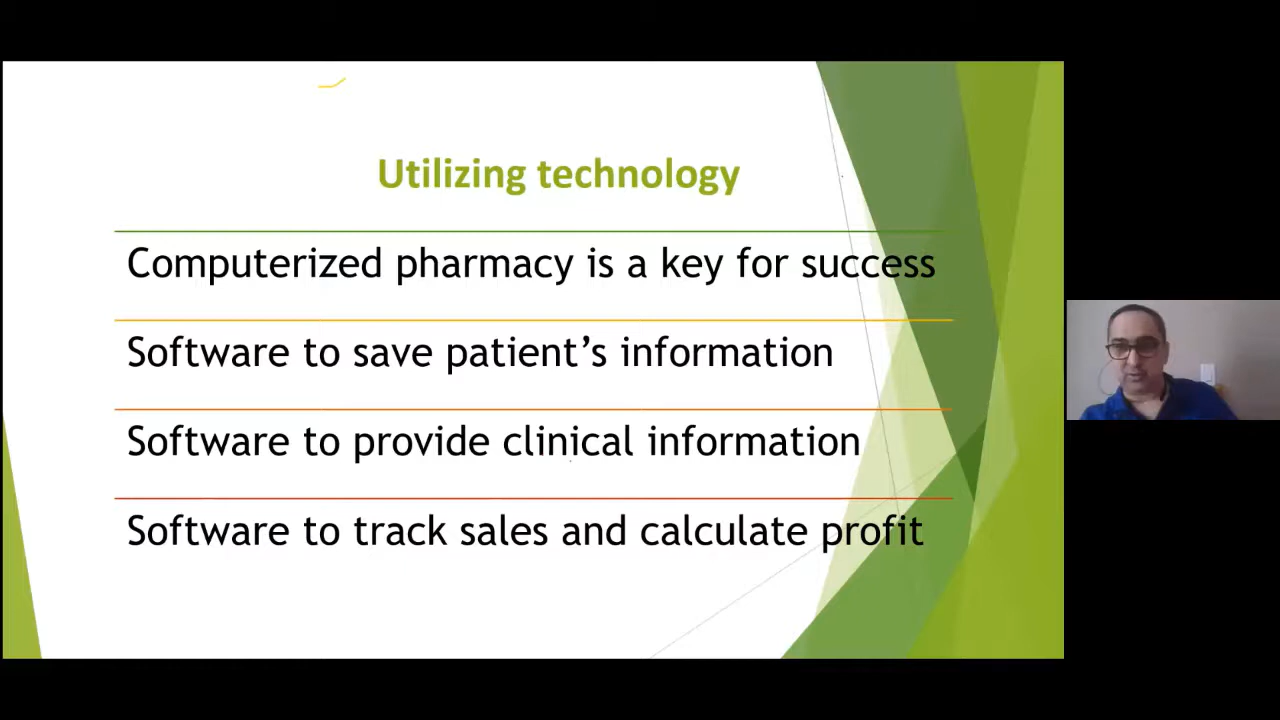 Utilizing technology
Computerized pharmacy is a key for success
Software to save patient’s information
Software to provide clinical information
Software to track sales and calculate profit